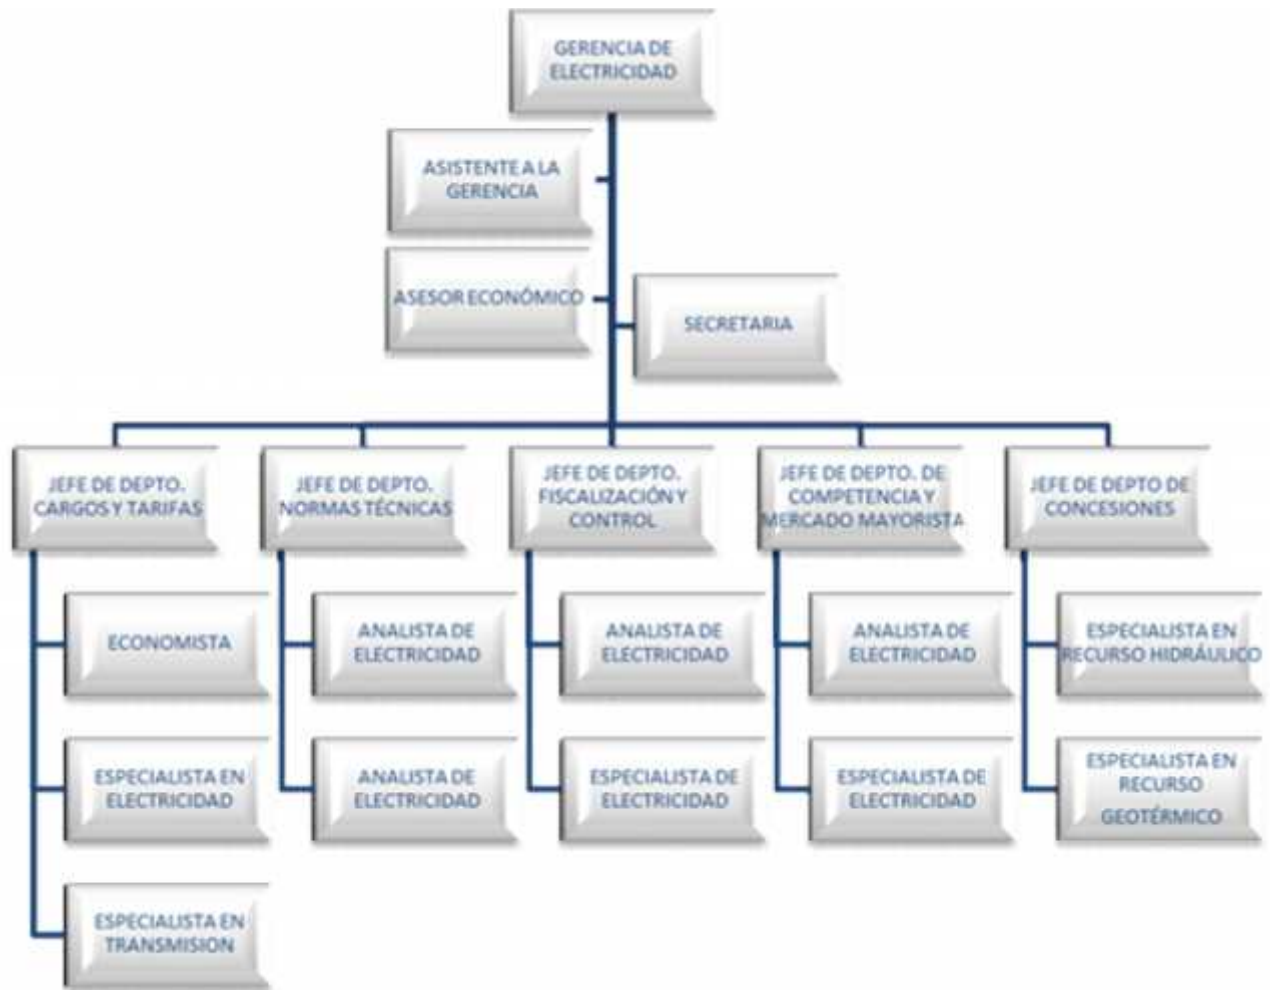 GERENCIA DE
ELECTRICIDAD
ASISTENTE A LA
GERENCIA
ASESOR ECONÓMICO
SECRETARIA
JEFE DE DEPTO.
CARGOS Y TARIFAS
JEFE DE DEPTO.
NORMAS TÉCNICAS
JEFE DE DEPTO.
FISCALIZACIÓN Y
CONTROL
JEFE DE DEPTO. DE
COMPETENCIA Y
MERCADO MAYORISTA
JEFE DE DEPTO DE
CONCESIONES
ECONOMISTA
ANALISTA DE
ELECTRICIDAD
ANALISTA DE
ELECTRICIDAD
ANALISTA DE
ELECTRICIDAD
ESPECIALISTA EN
RECURSO HIDRÁULICO
ESPECIALISTA EN
ELECTRICIDAD
ANALISTA DE
ELECTRICIDAD
ESPECIALISTA DE
ELECTRICIDAD
ESPECIALISTA DE
ELECTRICIDAD
ESPECIALISTA EN
RECURSO
GEOTÉRMICO
ESPECIALISTA EN
TRANSMISION